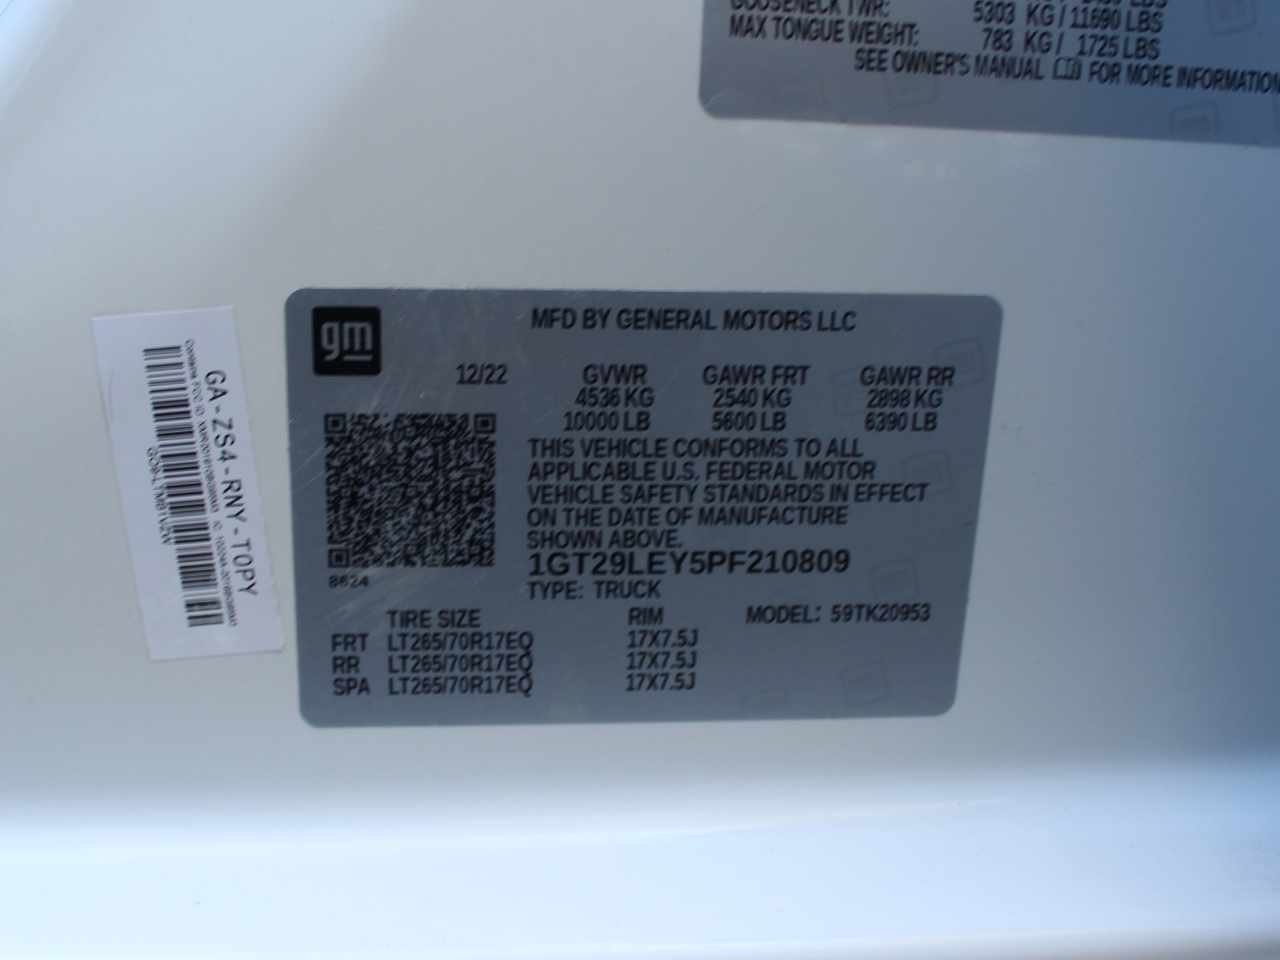 GOOSENECK TWR: 5303 KG / 11690 LBS
MAX TONGUE WEIGHT: 783 KG / 1725 LBS
SEE OWNER'S MANUAL FOR MORE INFORMATION
gm
MFD BY GENERAL MOTORS LLC
12/22 GVWR GAWR FRT GAWR RR
4536 KG 2540 KG 2898 KG
10000 LB 5600 LB 6390 LB
THIS VEHICLE CONFORMS TO ALL
APPLICABLE U.S. FEDERAL MOTOR
VEHICLE SAFETY STANDARDS IN EFFECT
ON THE DATE OF MANUFACTURE
SHOWN ABOVE.
1GT29LEY5PF210809
8624
TYPE: TRUCK
TIRE SIZE RIM MODEL: 59TK20953
FRT LT265/70R17EQ 17X7.5J
RR LT265/70R17EQ 17X7.5J
SPA LT265/70R17EQ 17X7.5J
GA-ZS4-RNY-T0PY
Contains FCC ID: